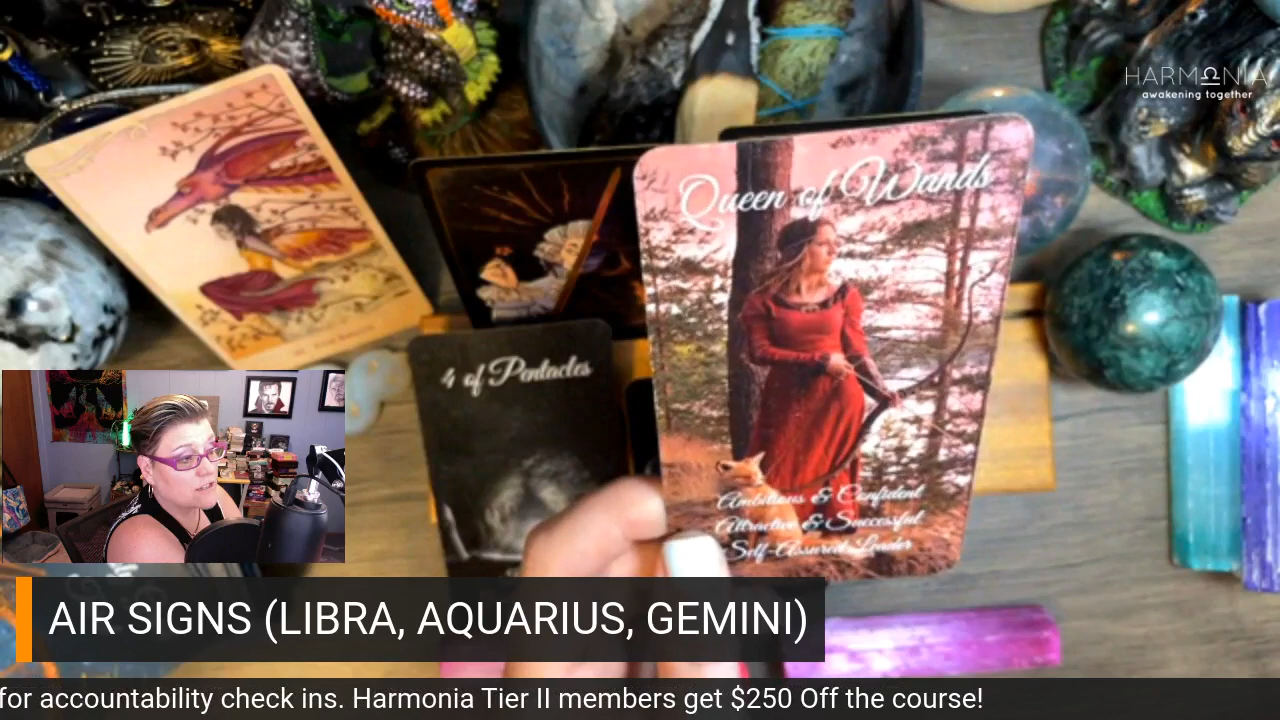 HARMONIA
awakening together
Queen of Wands
4 of Pentacles
Ambitious & Confident
Attractive & Successful
Self-Assured Leader
AIR SIGNS (LIBRA, AQUARIUS, GEMINI)
for accountability check ins. Harmonia Tier II members get $250 Off the course!